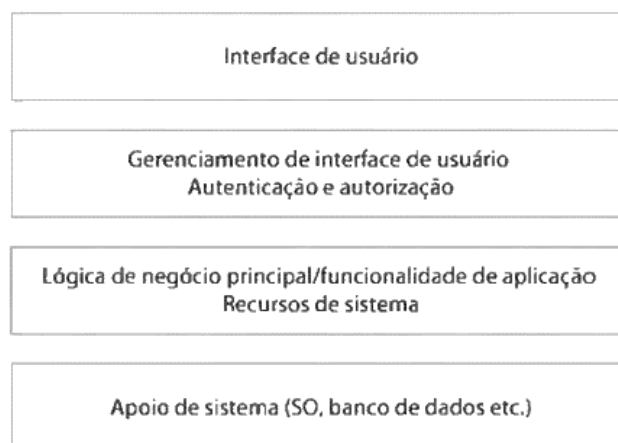 Interface de usuário
Gerenciamento de interface de usuário
Autenticação e autorização
Lógica de negócio principal/funcionalidade de aplicação
Recursos de sistema
Apoio de sistema (SO, banco de dados etc.)